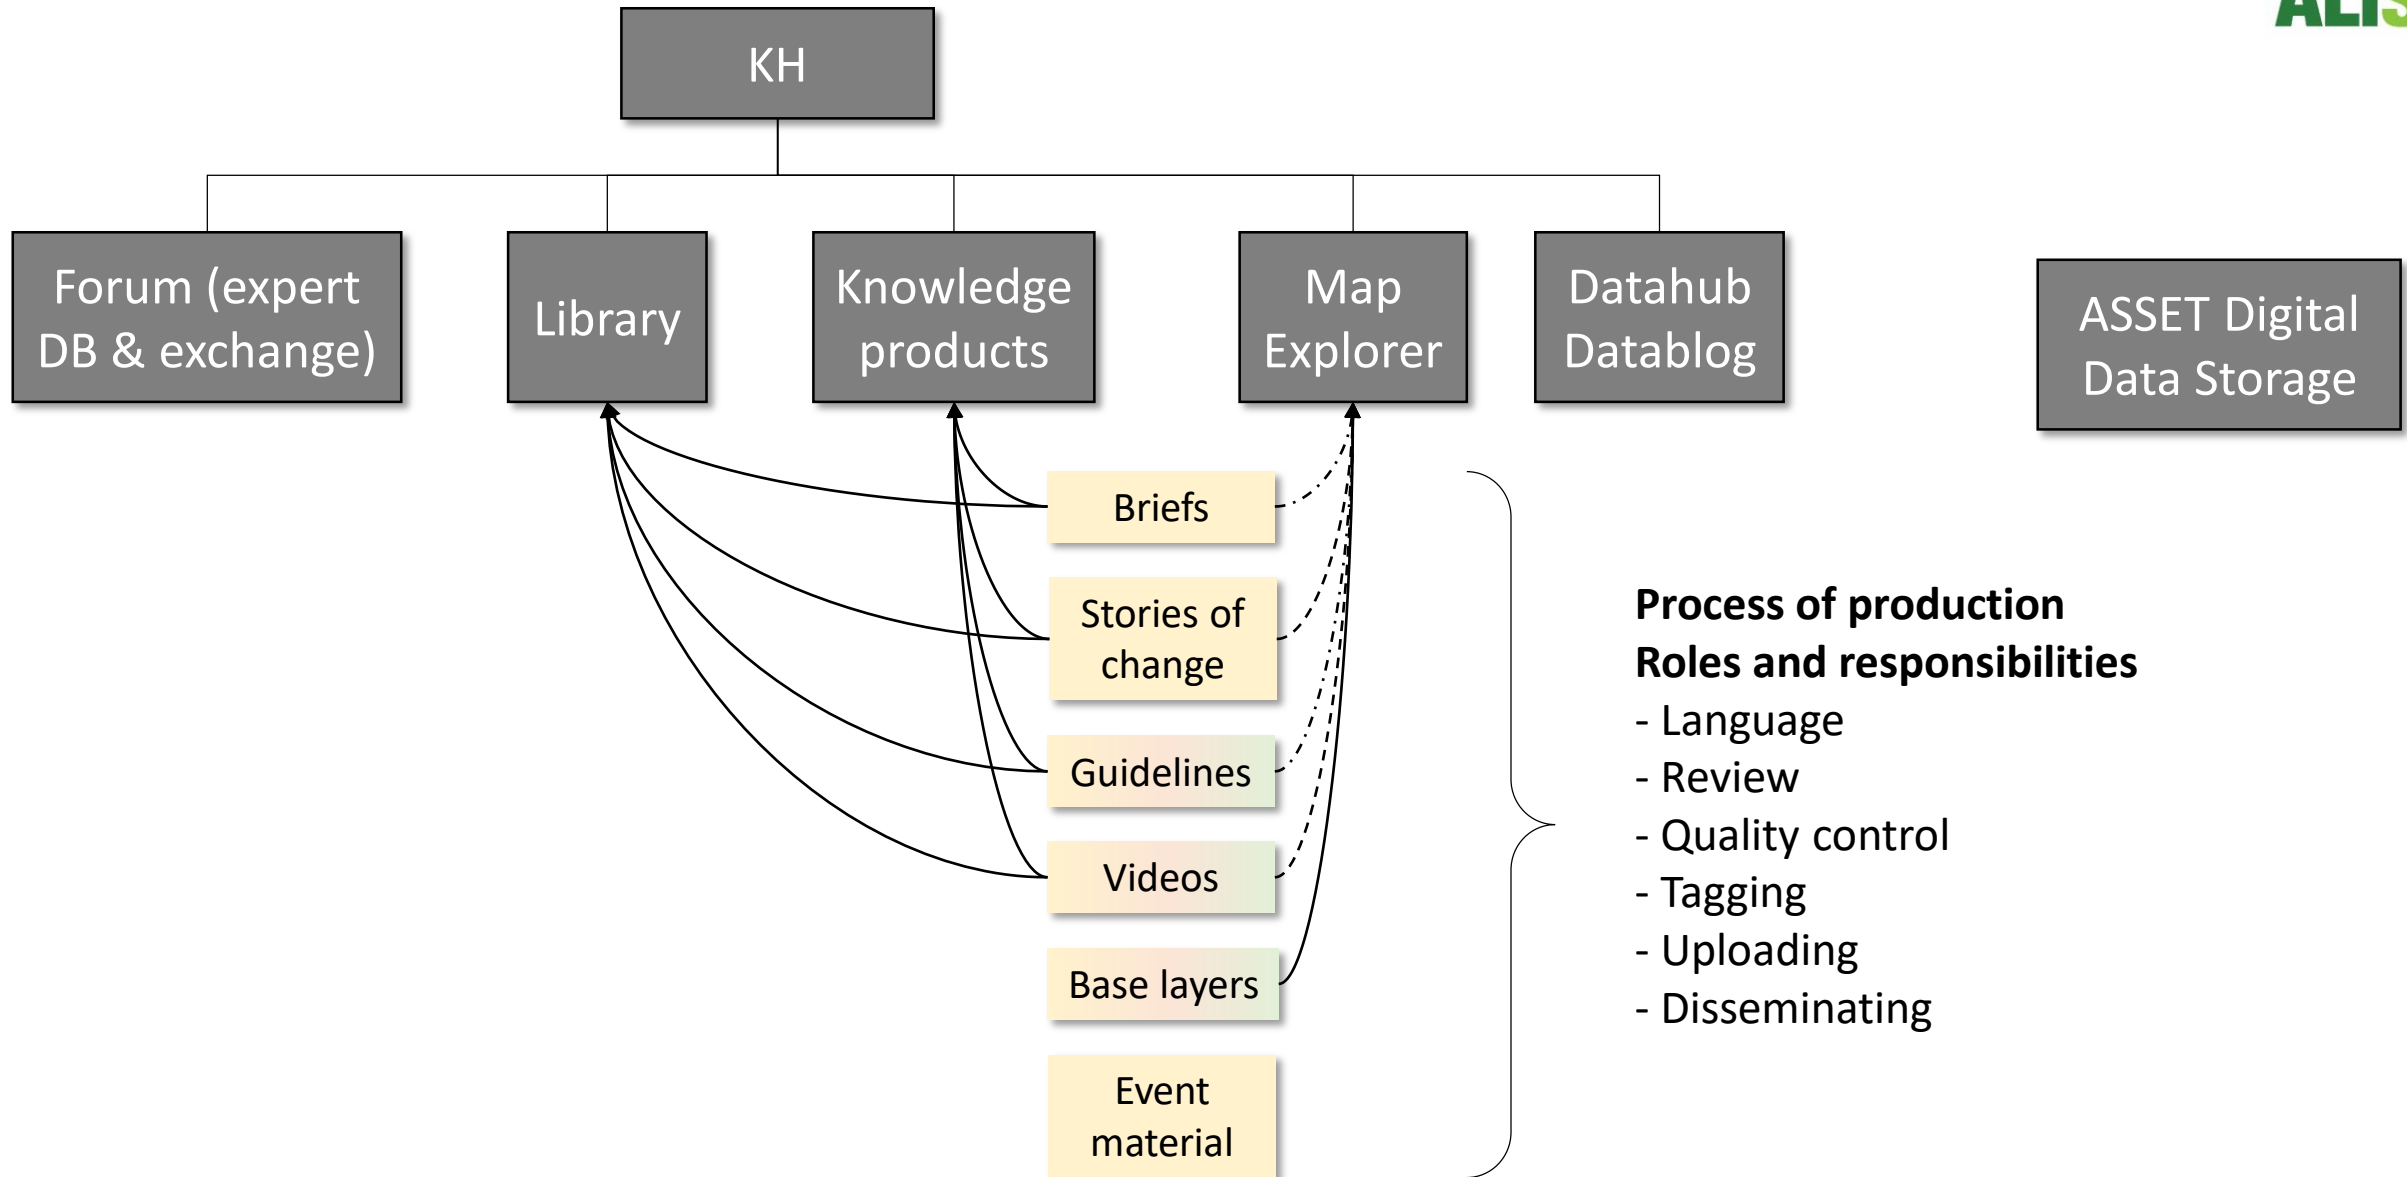 KH
Forum (expert
DB & exchange)
Library
Knowledge
products
Map
Explorer
Datahub
Datablog
ASSET Digital
Data Storage
Briefs
Stories of
change
Guidelines
Videos
Base layers
Event
material
Process of production
Roles and responsibilities
- Language
- Review
- Quality control
- Tagging
- Uploading
- Disseminating